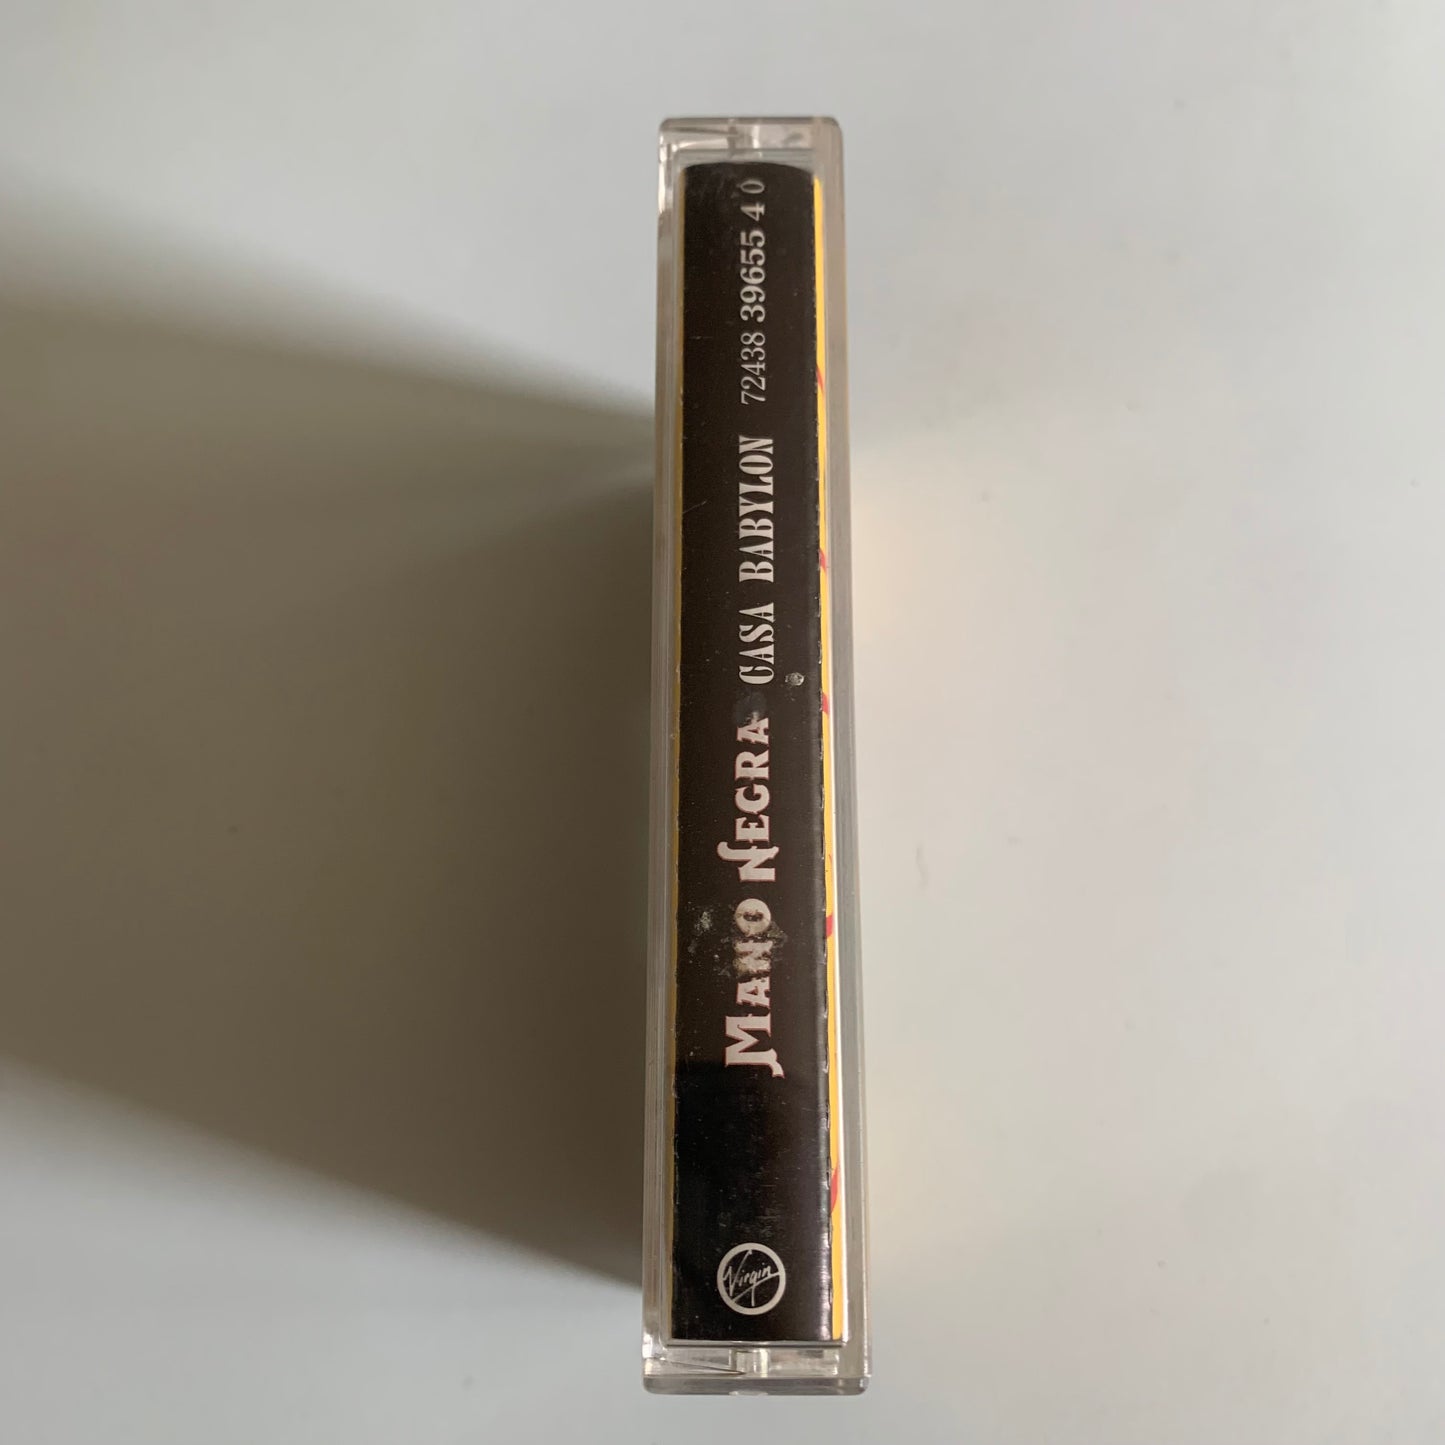 Virgin
MANO NEGRA CASA BABYLON 72438 39655 4 0